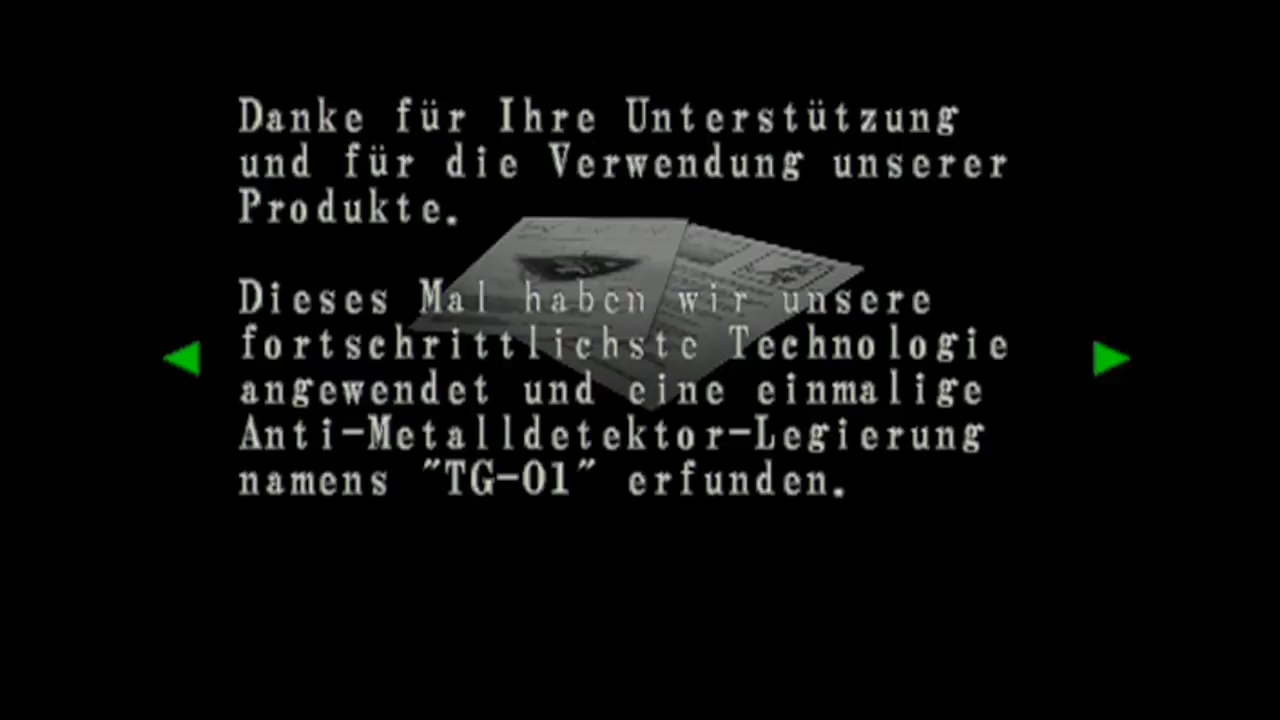 Danke für Ihre Unterstützung
und für die Verwendung unserer
Produkte.
Dieses Mal haben wir unsere
fortschrittlichste Technologie
angewendet und eine einmalige
Anti-Metalldetektor-Legierung
namens "TG-01" erfunden.